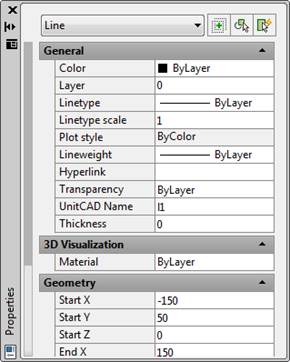 Line
General
Color ByLayer
Layer 0
Linetype ByLayer
Linetype scale 1
Plot style ByColor
Lineweight ByLayer
Hyperlink
Transparency ByLayer
UnitCAD Name l1
Thickness 0
3D Visualization
Material ByLayer
Geometry
Start X -150
Start Y 50
Start Z 0
End X 150
Properties